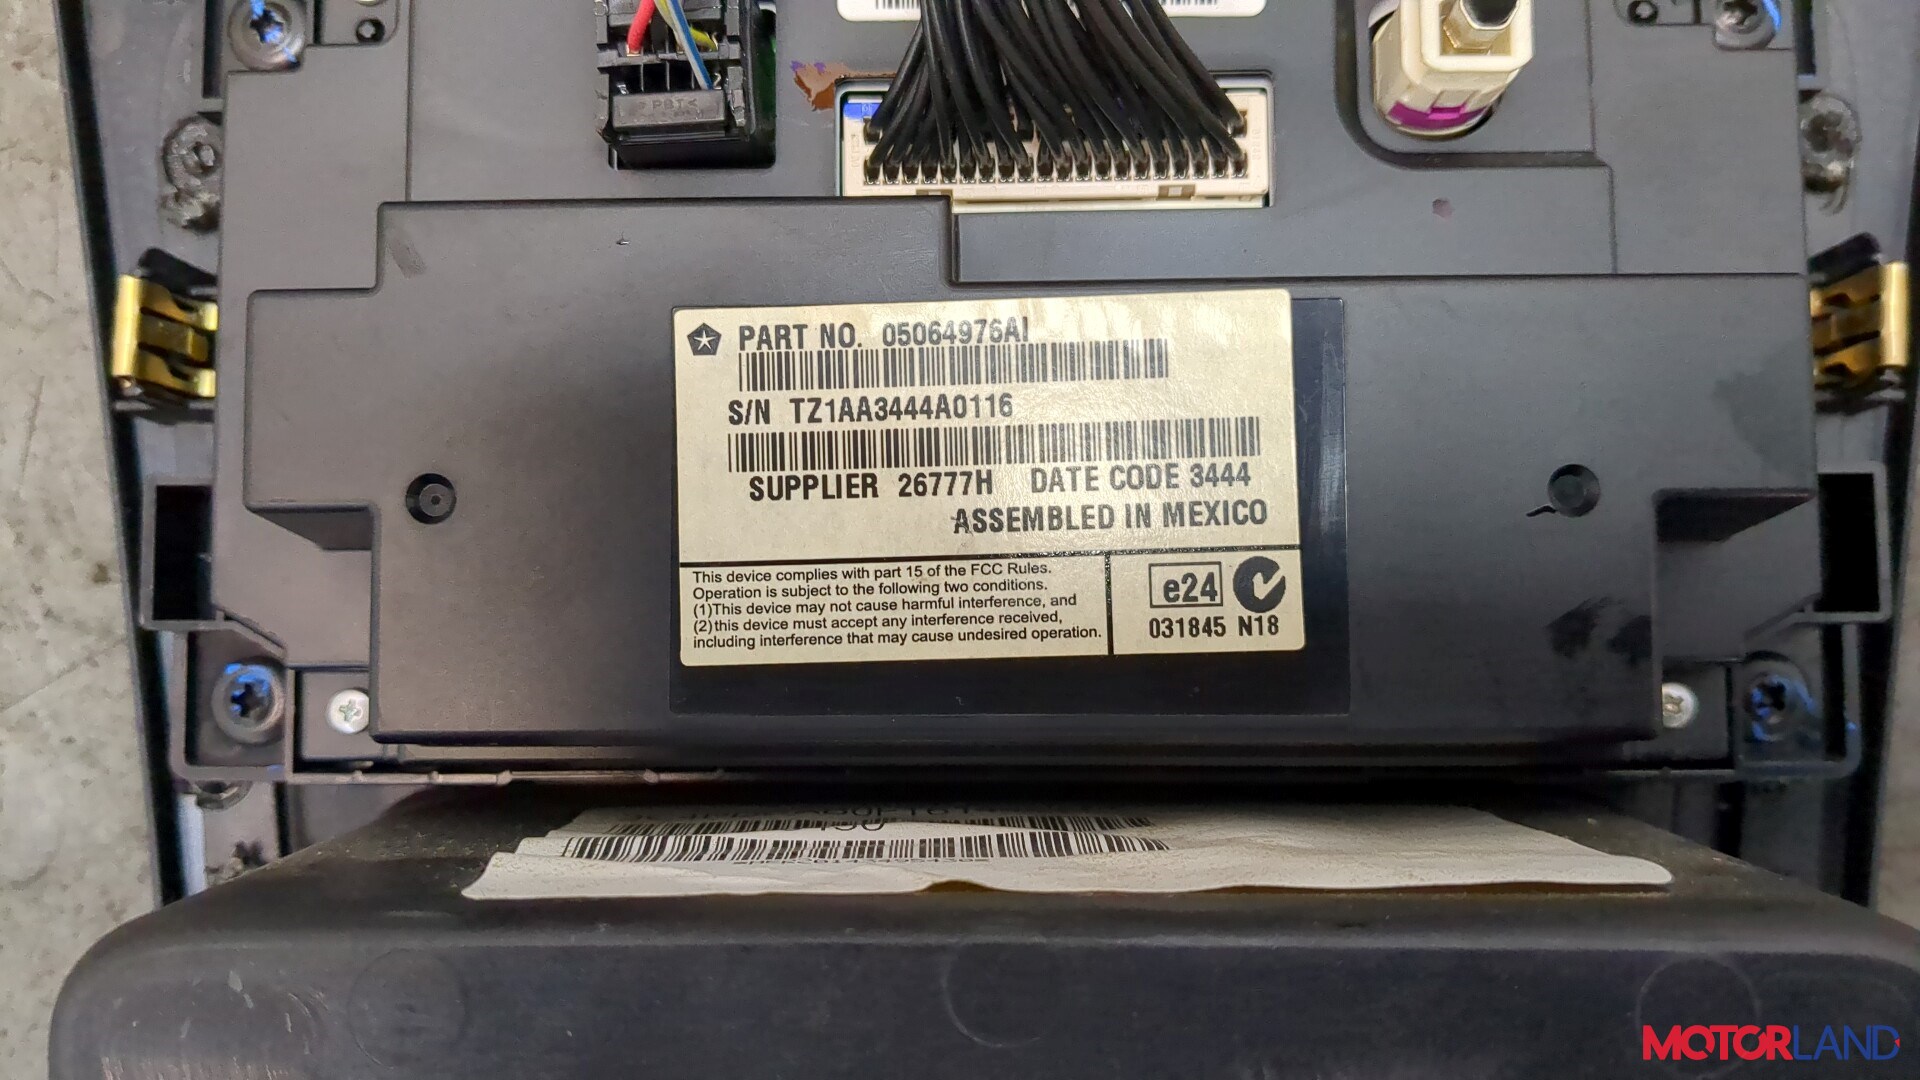 PBT<
PART NO. 05064976AI
S/N TZ1AA3444A0116
SUPPLIER 26777H DATE CODE 3444
ASSEMBLED IN MEXICO
This device complies with part 15 of the FCC Rules.
Operation is subject to the following two conditions.
(1)This device may not cause harmful interference, and
(2)this device must accept any interference received,
including interference that may cause undesired operation.
e24
031845 N18
MOTORLAND